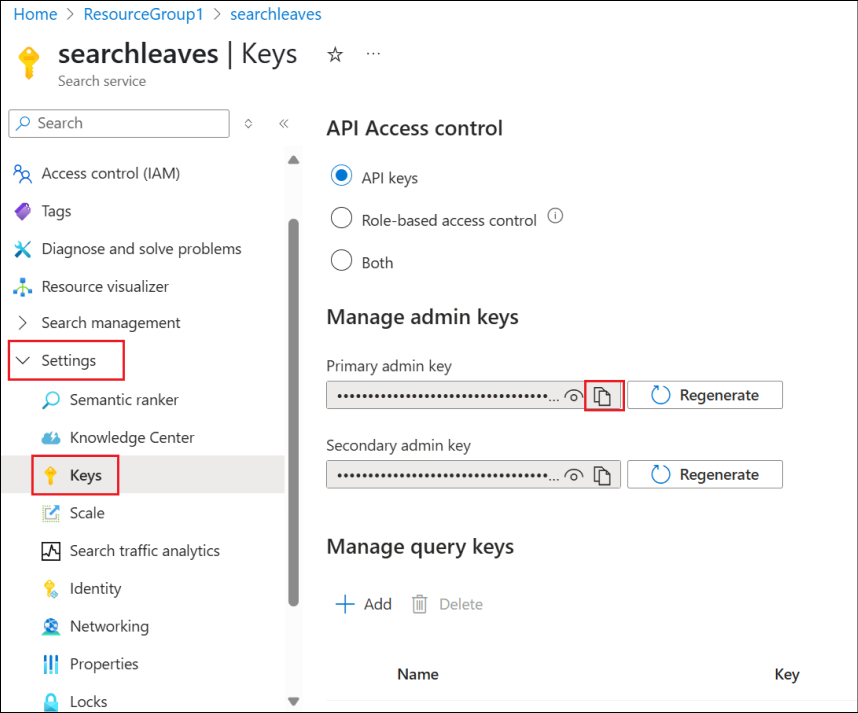 Home > ResourceGroup1 > searchleaves
searchleaves | Keys
Search service
Search
Access control (IAM)
Tags
Diagnose and solve problems
Resource visualizer
Search management
Settings
Semantic ranker
Knowledge Center
Keys
Scale
Search traffic analytics
Identity
Networking
Properties
Locks
API Access control
API keys
Role-based access control
Both
Manage admin keys
Primary admin key
Regenerate
Secondary admin key
Regenerate
Manage query keys
Add Delete
Name Key